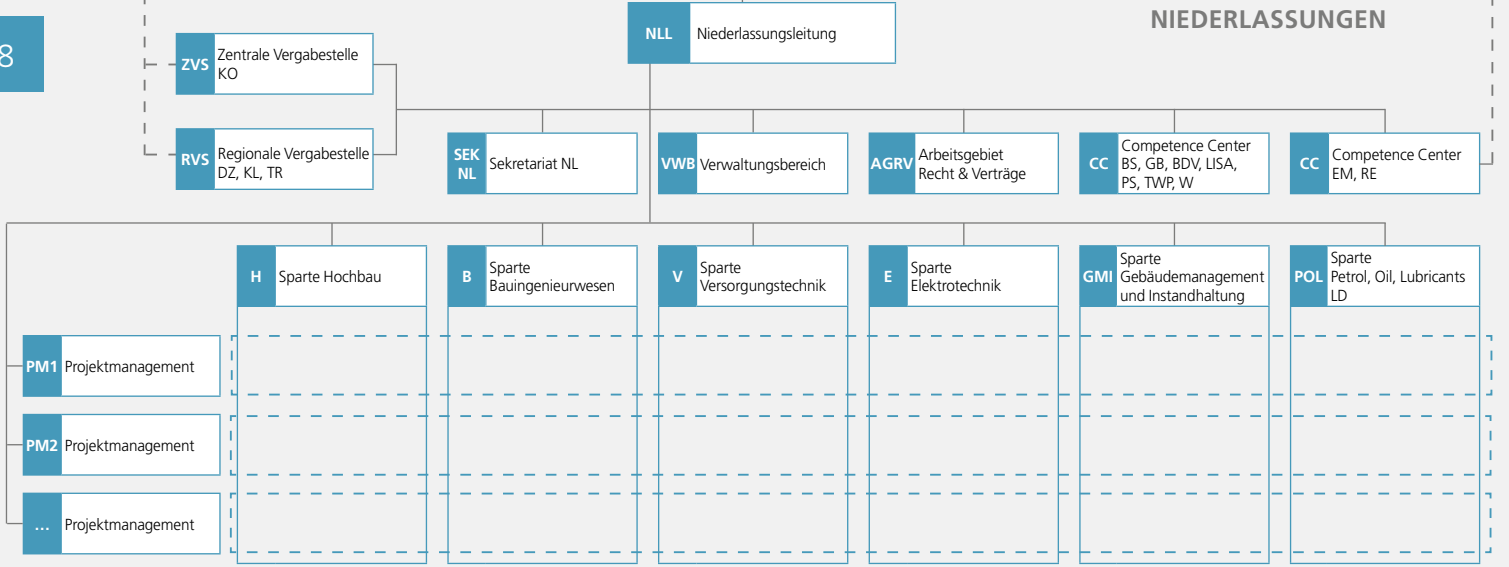 8
NIEDERLASSUNGEN
NLL Niederlassungsleitung
ZVS Zentrale Vergabestelle
KO
RVS Regionale Vergabestelle
DZ, KL, TR
SEK
NL
Sekretariat NL
VWB Verwaltungsbereich
AGRV Arbeitsgebiet
Recht & Verträge
CC Competence Center
BS, GB, BDV, LISA,
PS, TWP, W
CC Competence Center
EM, RE
H Sparte Hochbau
B Sparte
Bauingenieurwesen
V Sparte
Versorgungstechnik
E Sparte
Elektrotechnik
GMI Sparte
Gebäudemanagement
und Instandhaltung
POL Sparte
Petrol, Oil, Lubricants
LD
PM1 Projektmanagement
PM2 Projektmanagement
... Projektmanagement